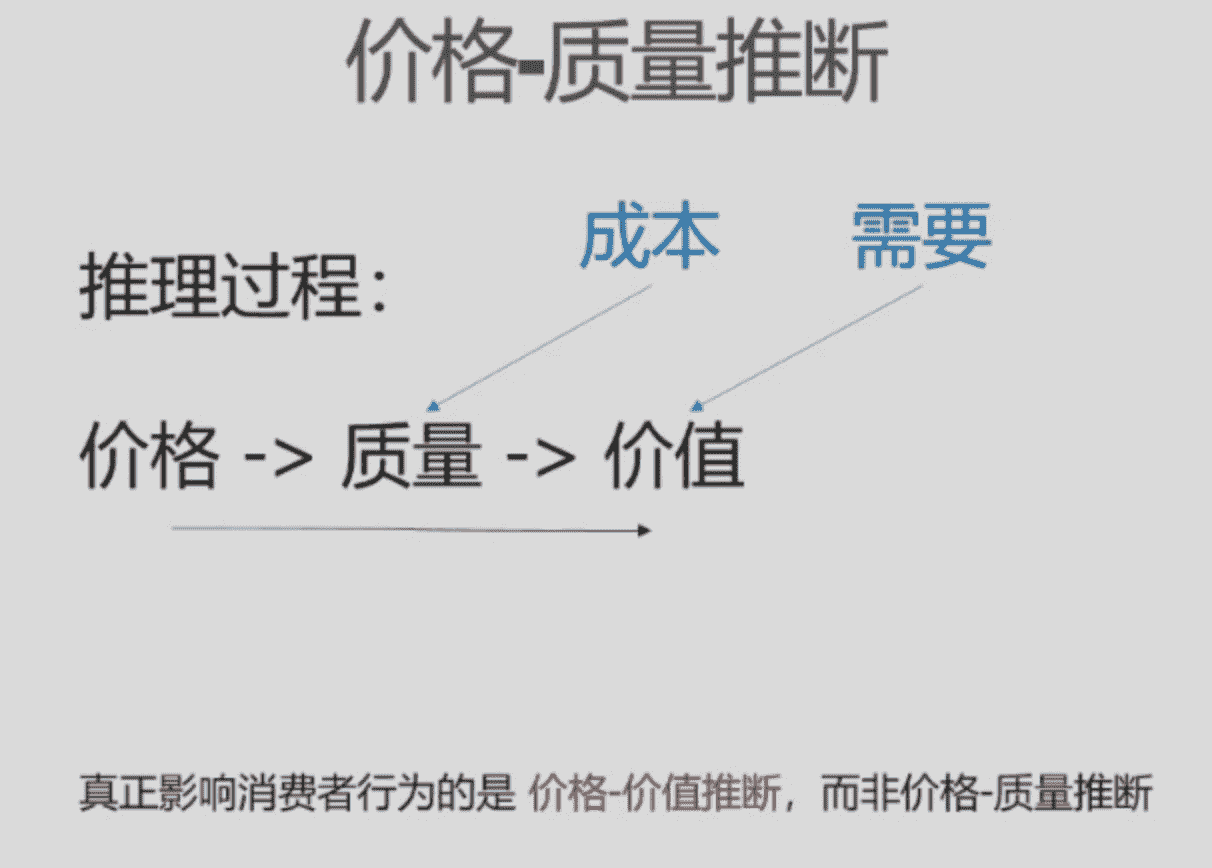 价格-质量推断
成本 需要
推理过程：
价格 -> 质量 -> 价值
真正影响消费者行为的是 价格-价值推断，而非价格-质量推断